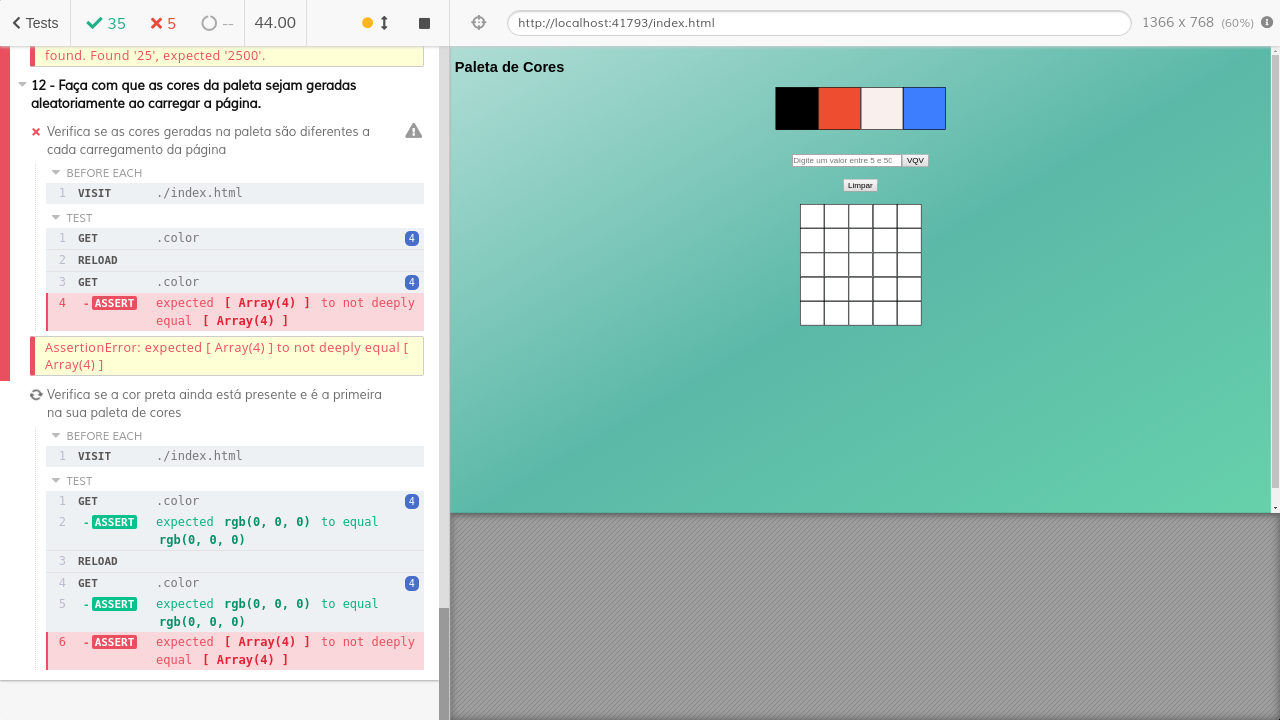 Tests
35
5
--
44.00
http://localhost:41793/index.html
1366 x 768 (60%)
found. Found '25', expected '2500'.
12 - Faça com que as cores da paleta sejam geradas
aleatoriamente ao carregar a página.
Verifica se as cores geradas na paleta são diferentes a
cada carregamento da página
BEFORE EACH
1 VISIT ./index.html
TEST
1 GET .color 4
2 RELOAD
3 GET .color 4
4 - ASSERT expected [ Array(4) ] to not deeply
equal [ Array(4) ]
AssertionError: expected [ Array(4) ] to not deeply equal [
Array(4) ]
Verifica se a cor preta ainda está presente e é a primeira
na sua paleta de cores
BEFORE EACH
1 VISIT ./index.html
TEST
1 GET .color 4
2 - ASSERT expected rgb(0, 0, 0) to equal
rgb(0, 0, 0)
3 RELOAD
4 GET .color 4
5 - ASSERT expected rgb(0, 0, 0) to equal
rgb(0, 0, 0)
6 - ASSERT expected [ Array(4) ] to not deeply
equal [ Array(4) ]
Paleta de Cores
Digite um valor entre 5 e 50
VQV
Limpar